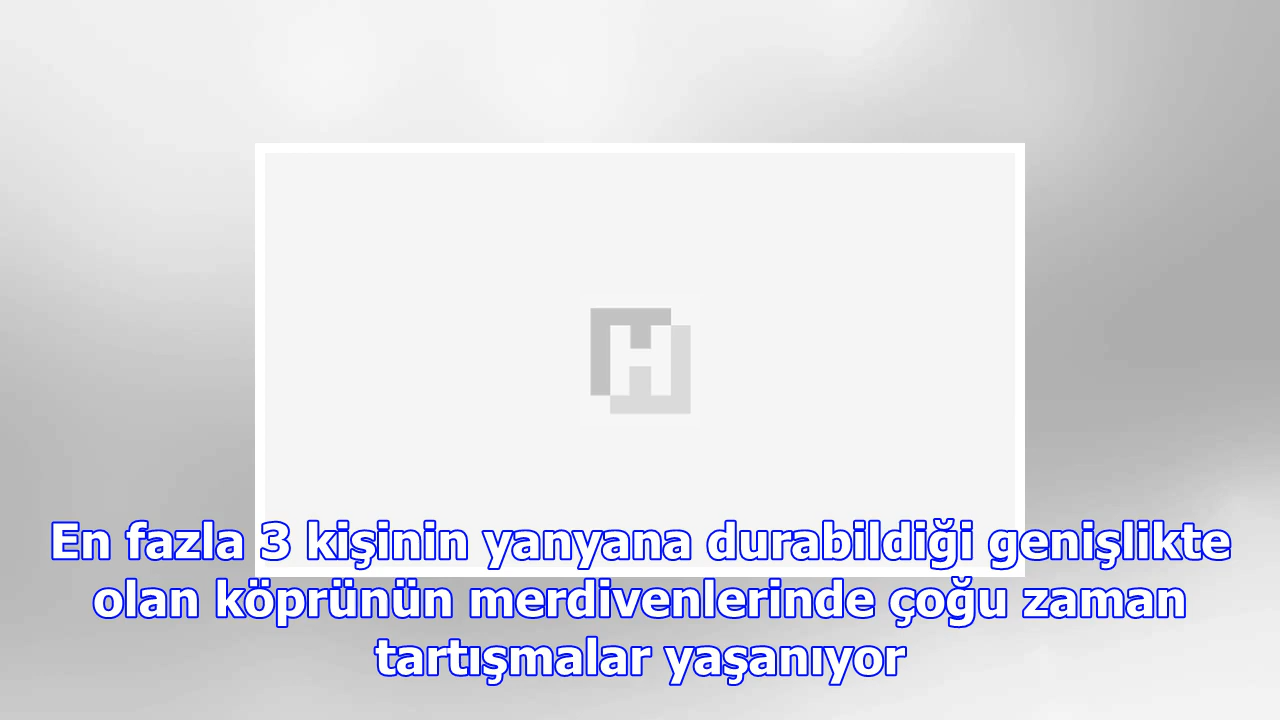 H
En fazla 3 kişinin yanyana durabildiği genişlikte
olan köprünün merdivenlerinde çoğu zaman
tartışmalar yaşanıyor